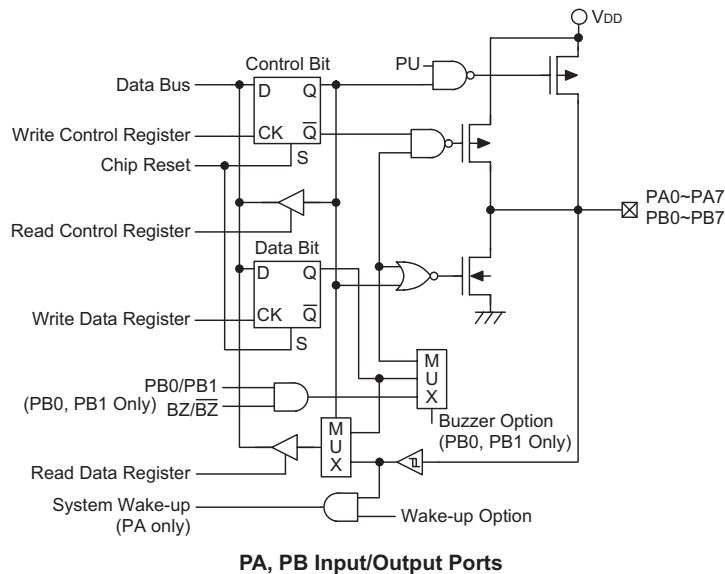 VDD
Control Bit
PU
Data Bus
D
Q
Write Control Register
CK
Q
Chip Reset
S
PA0~PA7
PB0~PB7
Read Control Register
Data Bit
D
Q
CK
Q
Write Data Register
S
M
U
X
PB0/PB1
(PB0, PB1 Only)
BZ/BZ
Buzzer Option
(PB0, PB1 Only)
M
U
X
Read Data Register
System Wake-up
(PA only)
Wake-up Option
PA, PB Input/Output Ports